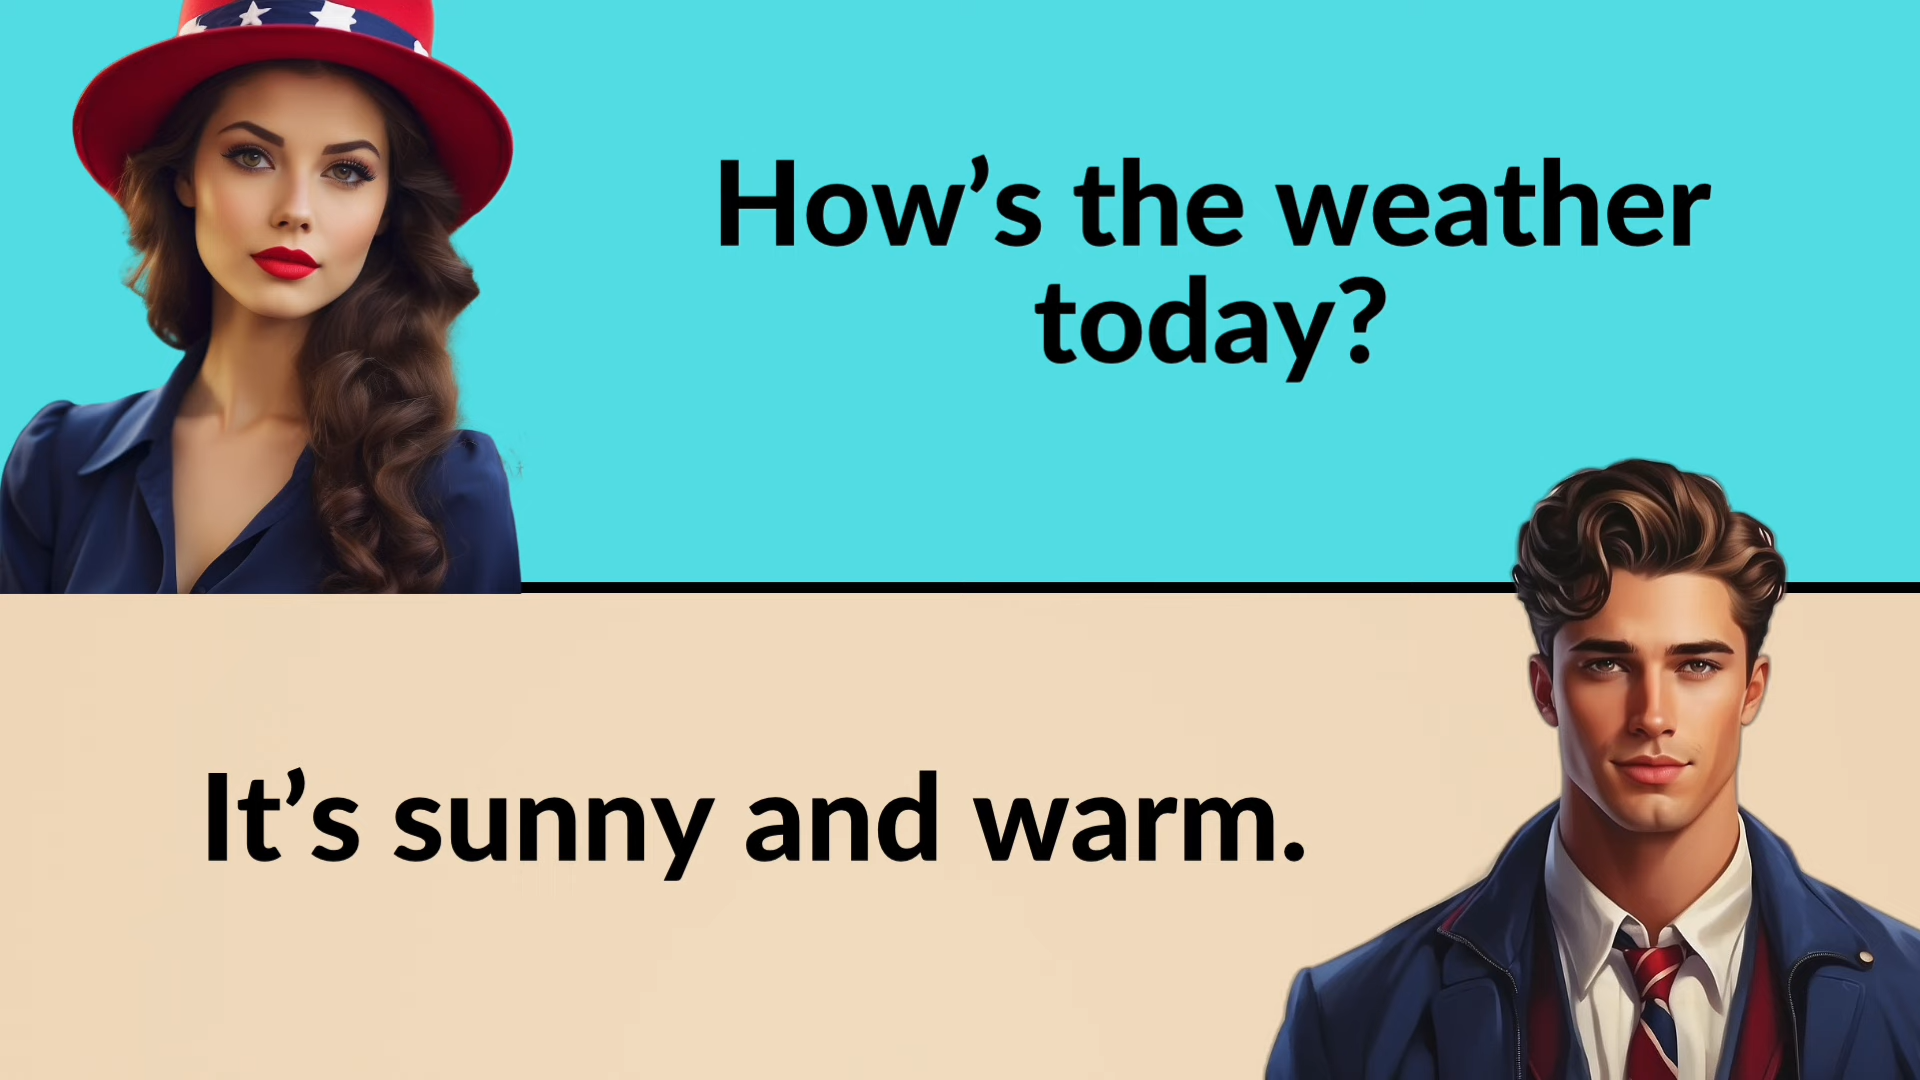 How’s the weather
today?
It’s sunny and warm.